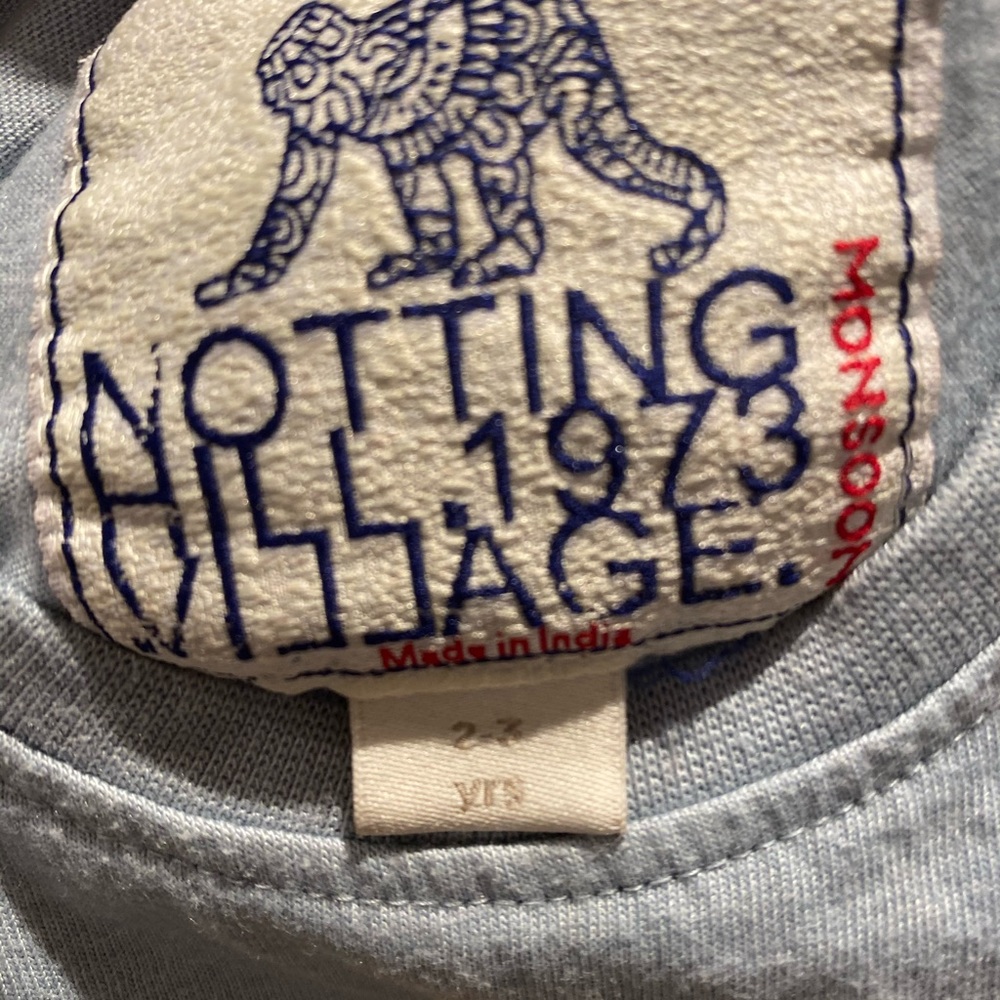 NOTTING
HILL.1973
VILLAGE.
MONSOON
Made in India
2-3
yrs